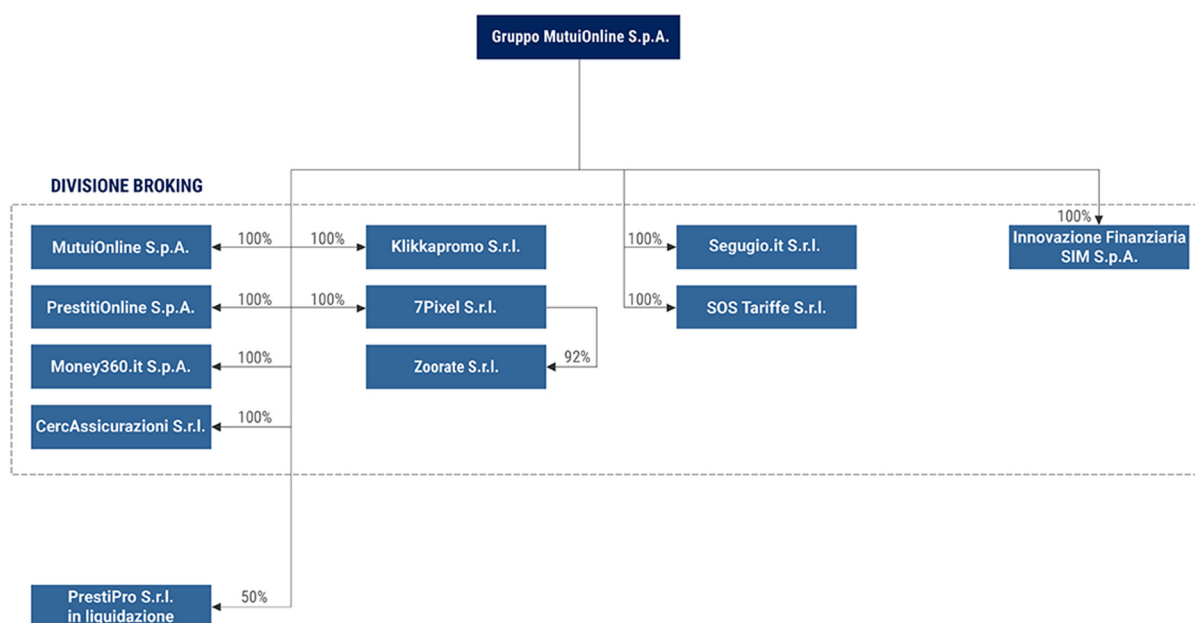 Gruppo MutuiOnline S.p.A.
DIVISIONE BROKING
100%
MutuiOnline S.p.A.
100%
100%
Klikkapromo S.r.l.
100%
Segugio.it S.r.l.
Innovazione Finanziaria
SIM S.p.A.
PrestitiOnline S.p.A.
100%
100%
7Pixel S.r.l.
100%
SOS Tariffe S.r.l.
Money360.it S.p.A.
100%
Zoorate S.r.l.
92%
CercAssicurazioni S.r.l.
100%
PrestiPro S.r.l.
in liquidazione
50%